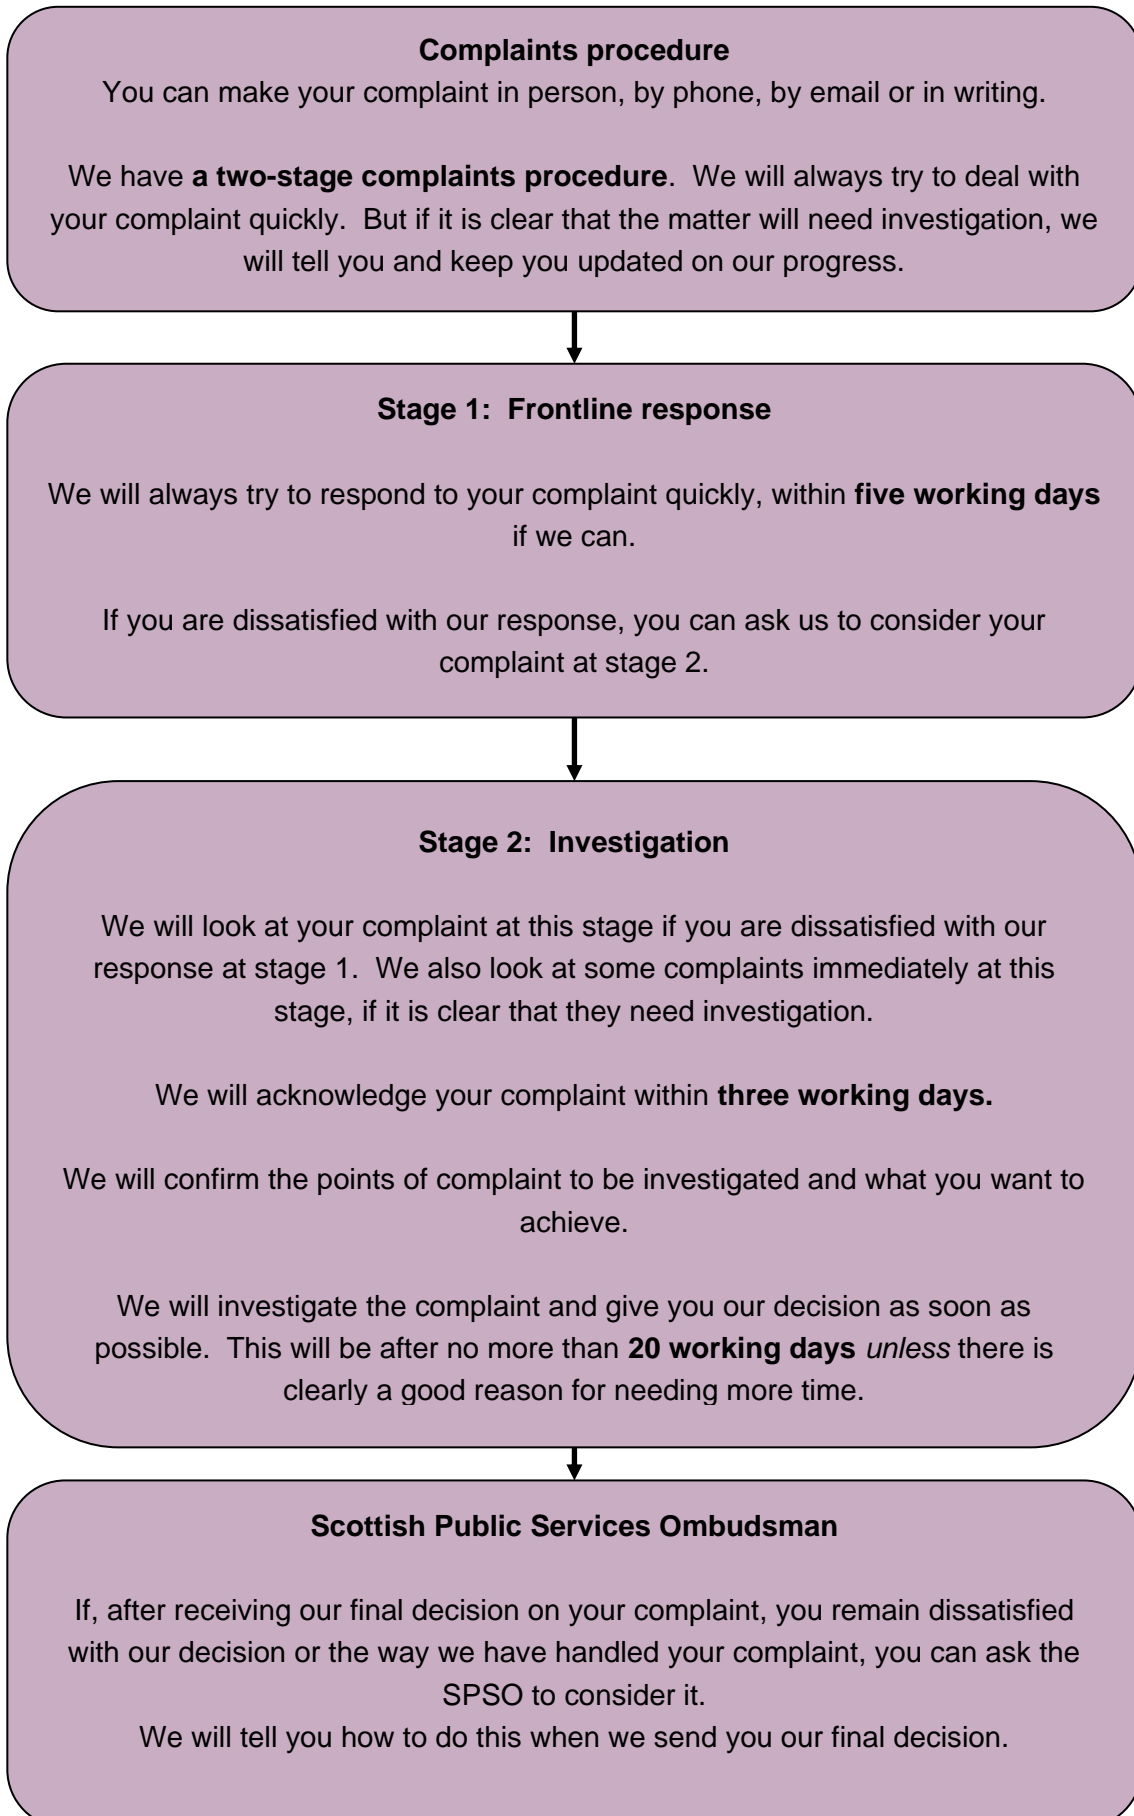 Complaints procedure
You can make your complaint in person, by phone, by email or in writing.
We have a two-stage complaints procedure.  We will always try to deal with
your complaint quickly.  But if it is clear that the matter will need investigation, we
will tell you and keep you updated on our progress.
Stage 1:  Frontline response
We will always try to respond to your complaint quickly, within five working days
if we can.
If you are dissatisfied with our response, you can ask us to consider your
complaint at stage 2.
Stage 2:  Investigation
We will look at your complaint at this stage if you are dissatisfied with our
response at stage 1.  We also look at some complaints immediately at this
stage, if it is clear that they need investigation.
We will acknowledge your complaint within three working days.
We will confirm the points of complaint to be investigated and what you want to
achieve.
We will investigate the complaint and give you our decision as soon as
possible.  This will be after no more than 20 working days unless there is
clearly a good reason for needing more time.
Scottish Public Services Ombudsman
If, after receiving our final decision on your complaint, you remain dissatisfied
with our decision or the way we have handled your complaint, you can ask the
SPSO to consider it.
We will tell you how to do this when we send you our final decision.